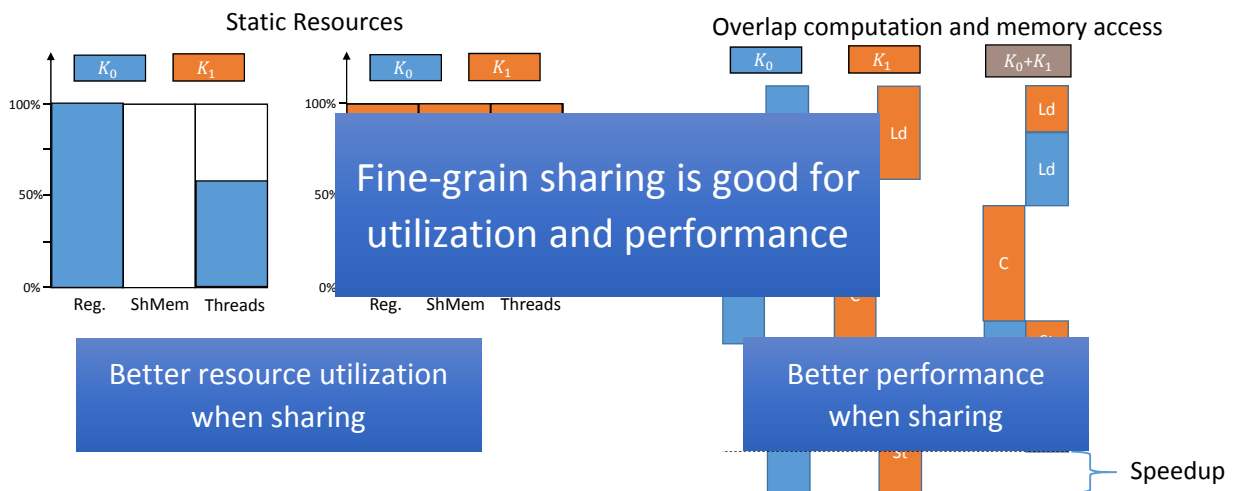 Static Resources
Overlap computation and memory access
K₀ K₁ K₀ K₁ K₀ K₁ K₀+K₁
100% 100%
50% 50%
0% 0%
Ld Ld
Ld
Fine-grain sharing is good for
utilization and performance
C
Reg. ShMem Threads Reg. ShMem Threads
Better resource utilization
when sharing
Better performance
when sharing
St
Speedup